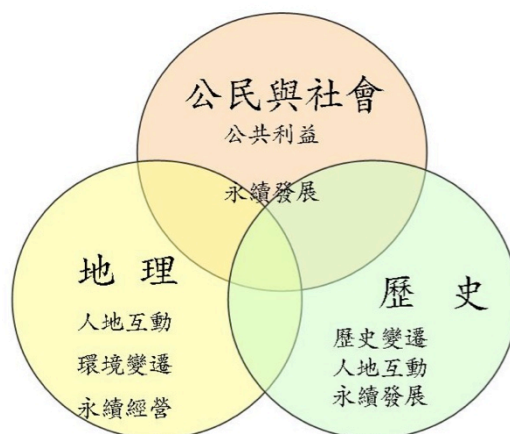 公民與社會
公共利益
永續發展
地 理
人地互動
環境變遷
永續經營
歷 史
歷史變遷
人地互動
永續發展